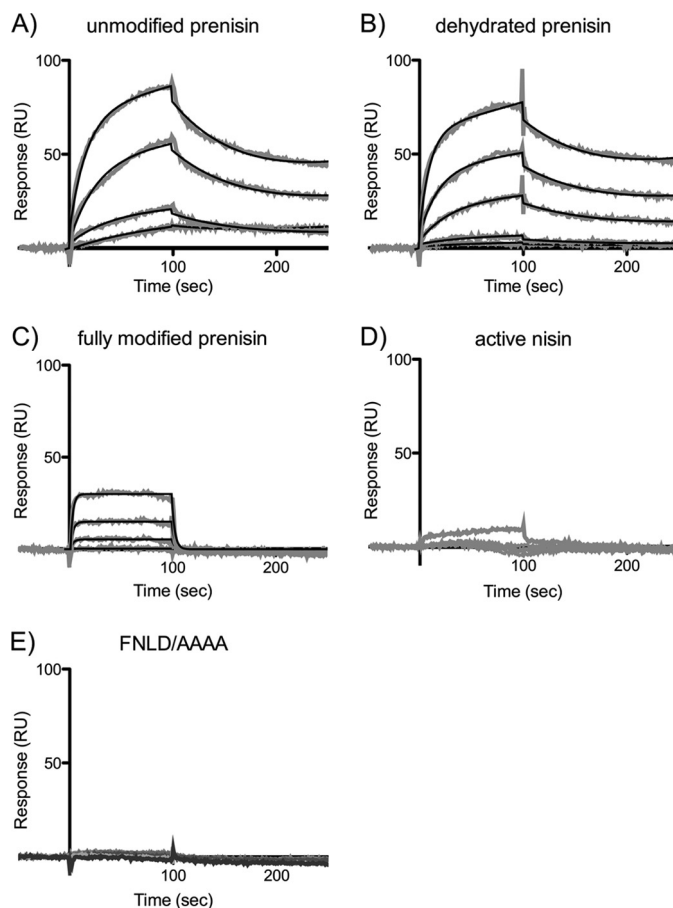 A)
unmodified prenisin
100
50
Response (RU)
100
200
Time (sec)
B)
dehydrated prenisin
100
50
Response (RU)
100
200
Time (sec)
C)
fully modified prenisin
100
50
Response (RU)
100
200
Time (sec)
D)
active nisin
100
50
Response (RU)
100
200
Time (sec)
E)
FNLD/AAAA
100
50
Response (RU)
100
200
Time (sec)